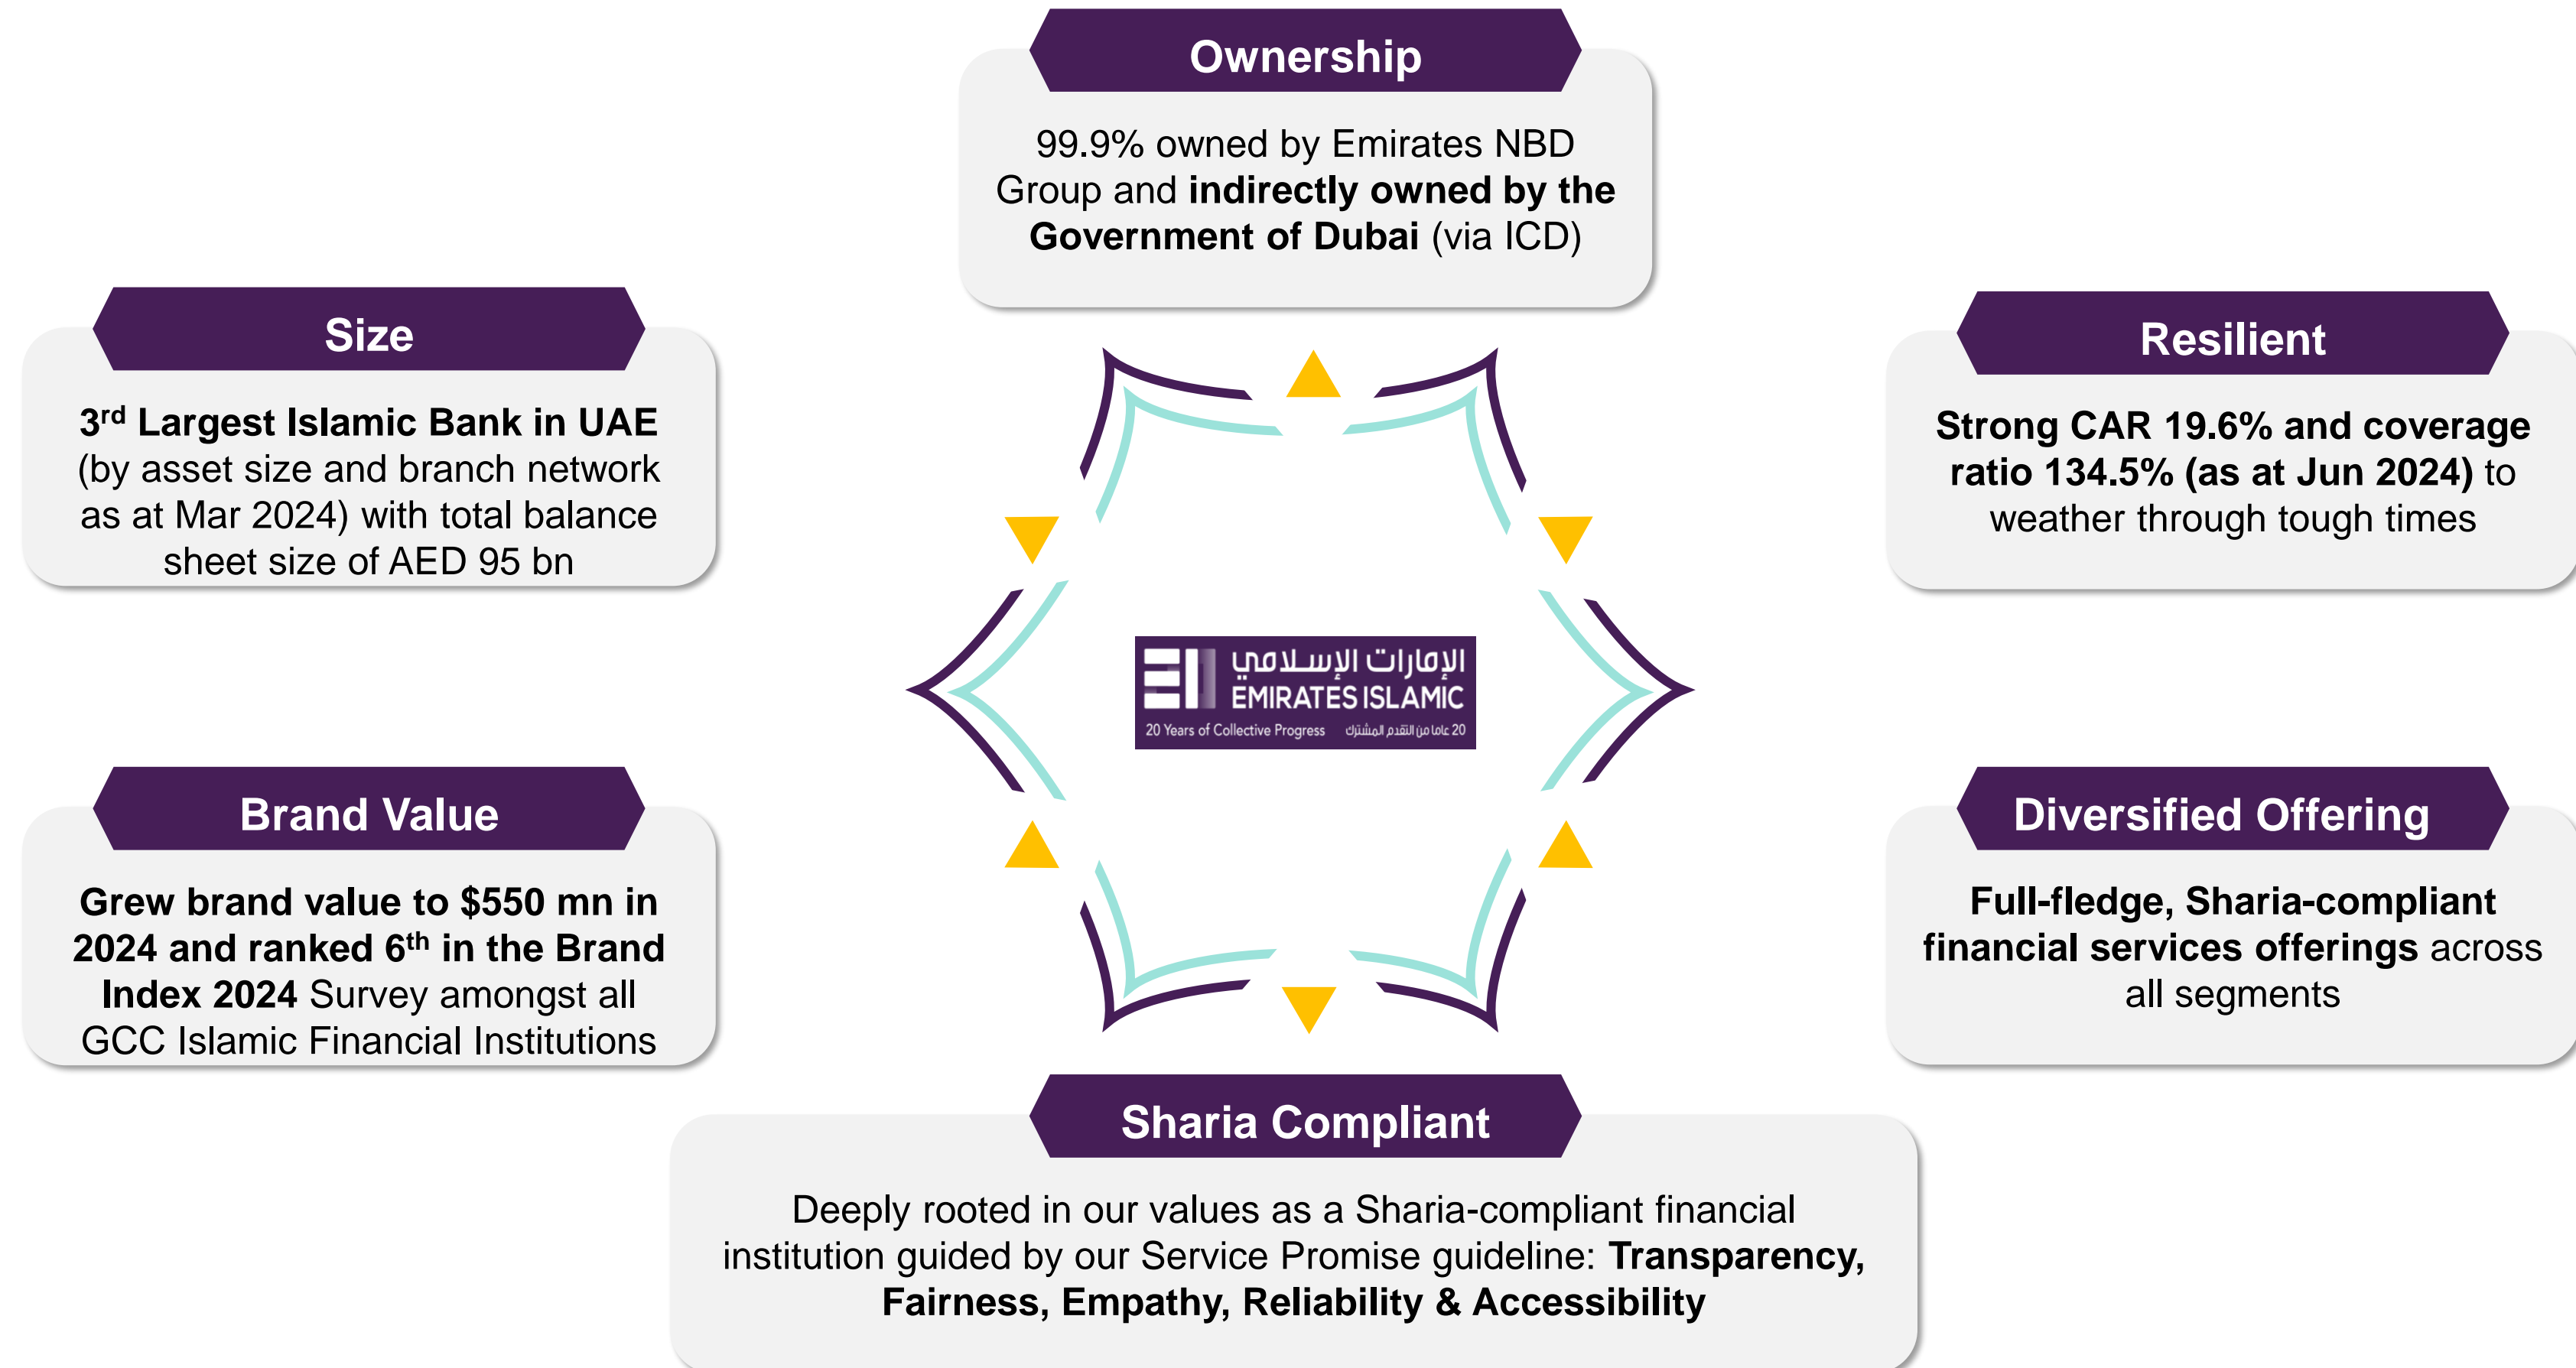 Ownership
99.9% owned by Emirates NBD
Group and indirectly owned by the
Government of Dubai (via ICD)
Size
3rd Largest Islamic Bank in UAE
(by asset size and branch network
as at Mar 2024) with total balance
sheet size of AED 95 bn
Resilient
Strong CAR 19.6% and coverage
ratio 134.5% (as at Jun 2024) to
weather through tough times
الإمارات الإسلامي
EMIRATES ISLAMIC
20 Years of Collective Progress 20 عاما من التقدم المشترك
Brand Value
Grew brand value to $550 mn in
2024 and ranked 6th in the Brand
Index 2024 Survey amongst all
GCC Islamic Financial Institutions
Diversified Offering
Full-fledge, Sharia-compliant
financial services offerings across
all segments
Sharia Compliant
Deeply rooted in our values as a Sharia-compliant financial
institution guided by our Service Promise guideline: Transparency,
Fairness, Empathy, Reliability & Accessibility